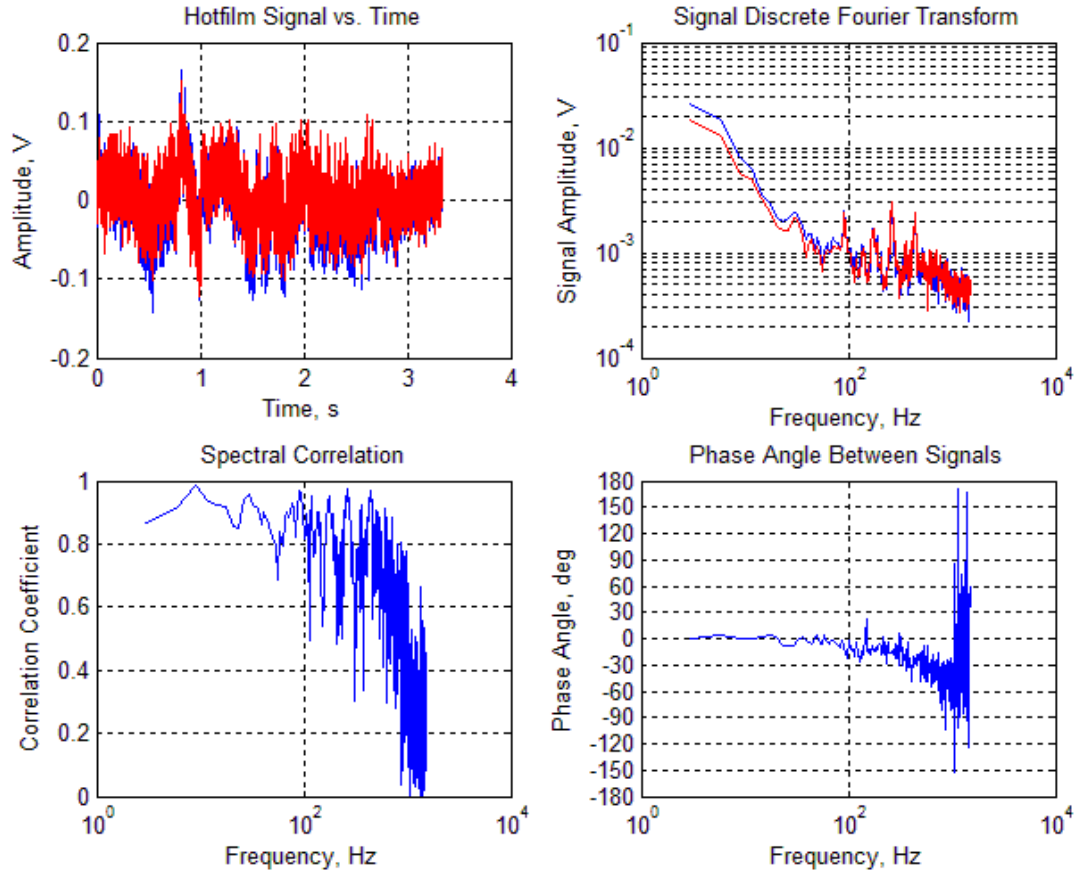 Hotfilm Signal vs. Time
Amplitude, V
0.2
0.1
0
-0.1
-0.2
0 1 2 3 4
Time, s
Signal Discrete Fourier Transform
Signal Amplitude, V
10^-1
10^-2
10^-3
10^-4
10^0 10^2 10^4
Frequency, Hz
Spectral Correlation
Correlation Coefficient
1
0.8
0.6
0.4
0.2
0
10^0 10^2 10^4
Frequency, Hz
Phase Angle Between Signals
Phase Angle, deg
180
150
120
90
60
30
0
-30
-60
-90
-120
-150
-180
10^0 10^2 10^4
Frequency, Hz